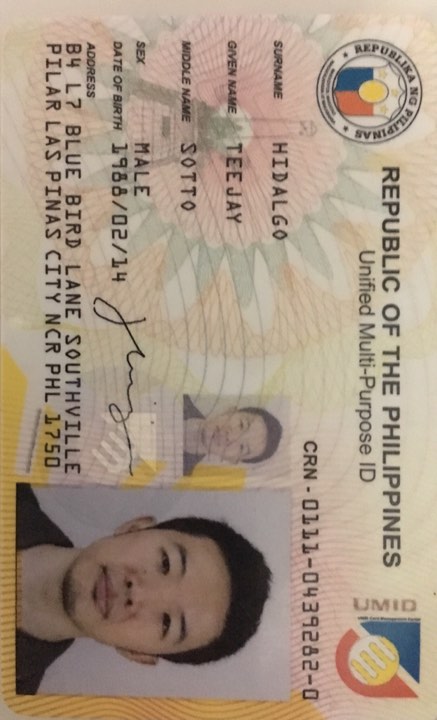 REPUBLIKA NG PILIPINAS
REPUBLIC OF THE PHILIPPINES
Unified Multi-Purpose ID
UMID
CRN-0111-0439282-0
SURNAME HIDALGO
GIVEN NAME TEEJAY
MIDDLE NAME SOTTO
SEX MALE
DATE OF BIRTH 1988/02/14
ADDRESS
B4 L7 BLUE BIRD LANE SOUTHVILLE
PILAR LAS PINAS CITY NCR PHL 1750